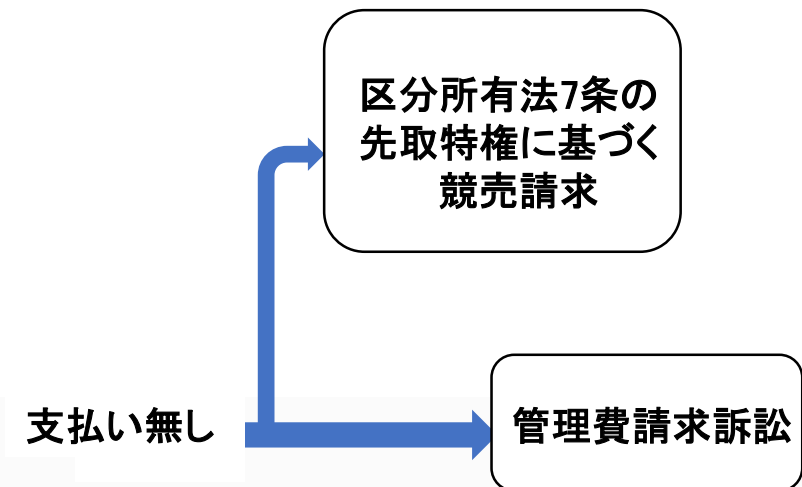 区分所有法7条の
先取特権に基づく
競売請求
支払い無し
管理費請求訴訟